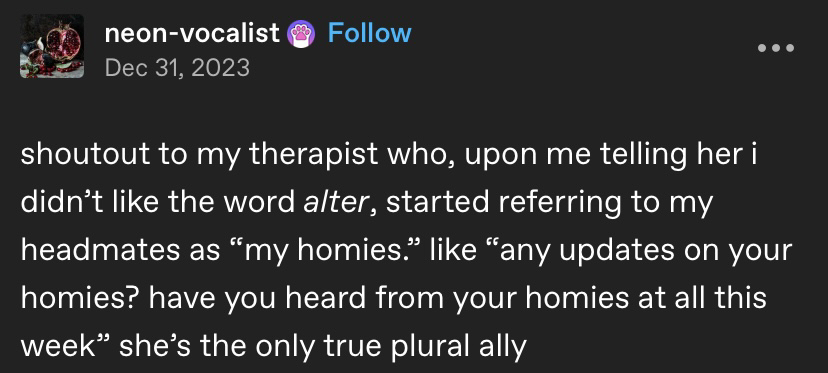 neon-vocalist Follow
Dec 31, 2023
shoutout to my therapist who, upon me telling her i
didn’t like the word alter, started referring to my
headmates as “my homies.” like “any updates on your
homies? have you heard from your homies at all this
week” she’s the only true plural ally